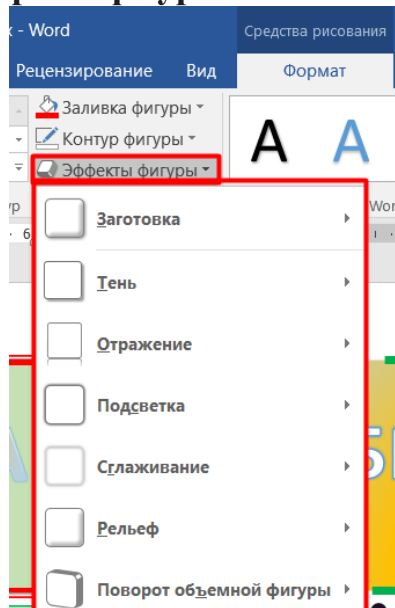 - Word
Средства рисования
Рецензирование Вид Формат
Заливка фигуры
Контур фигуры
Эффекты фигуры
A A
Заготовка
Тень
Отражение
Подсветка
Сглаживание
Рельеф
Поворот объемной фигуры